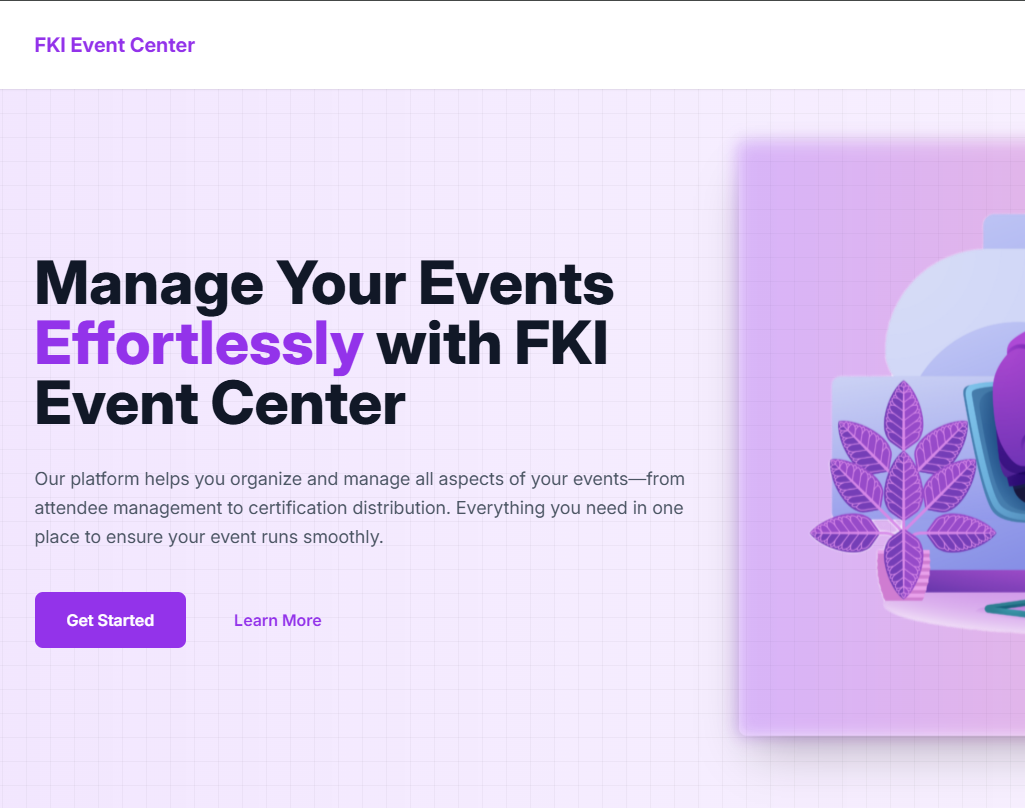 FKI Event Center
Manage Your Events
Effortlessly with FKI
Event Center
Our platform helps you organize and manage all aspects of your events—from
attendee management to certification distribution. Everything you need in one
place to ensure your event runs smoothly.
Get Started
Learn More